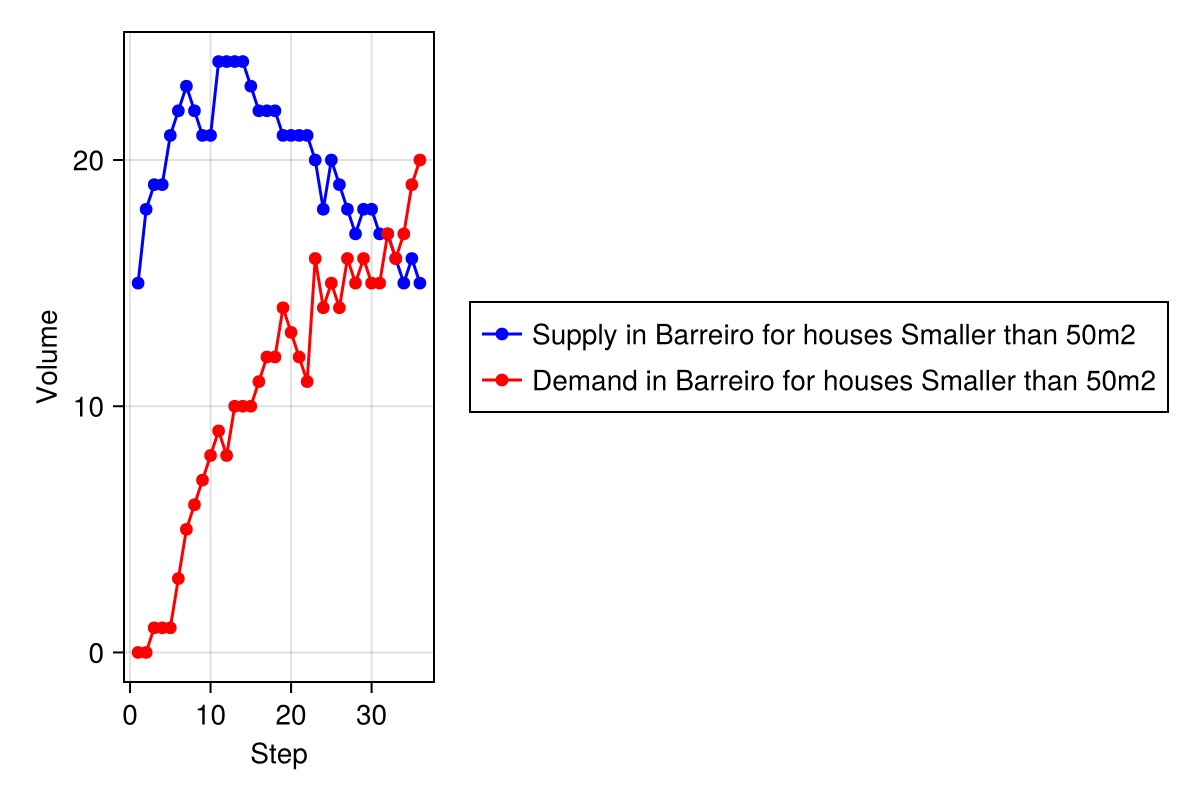 Volume
20
10
0
0 10 20 30
Step
Supply in Barreiro for houses Smaller than 50m2
Demand in Barreiro for houses Smaller than 50m2